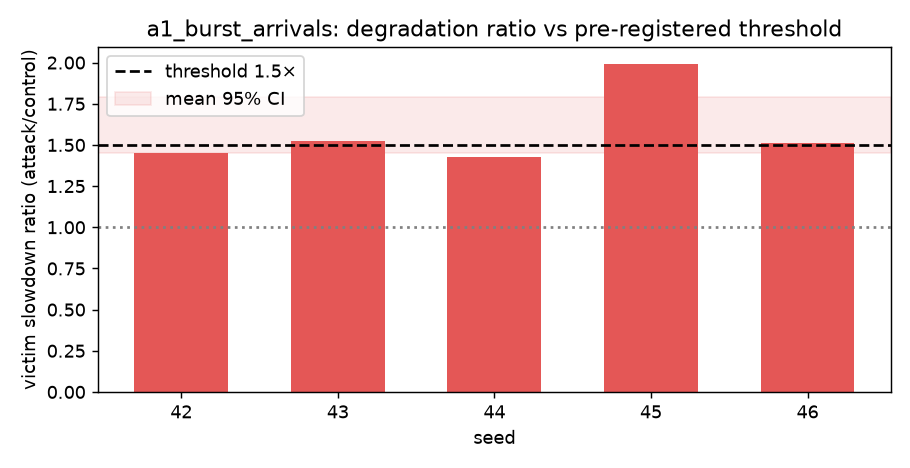 a1_burst_arrivals: degradation ratio vs pre-registered threshold
threshold 1.5×
mean 95% CI
victim slowdown ratio (attack/control)
2.00
1.75
1.50
1.25
1.00
0.75
0.50
0.25
0.00
42 43 44 45 46
seed